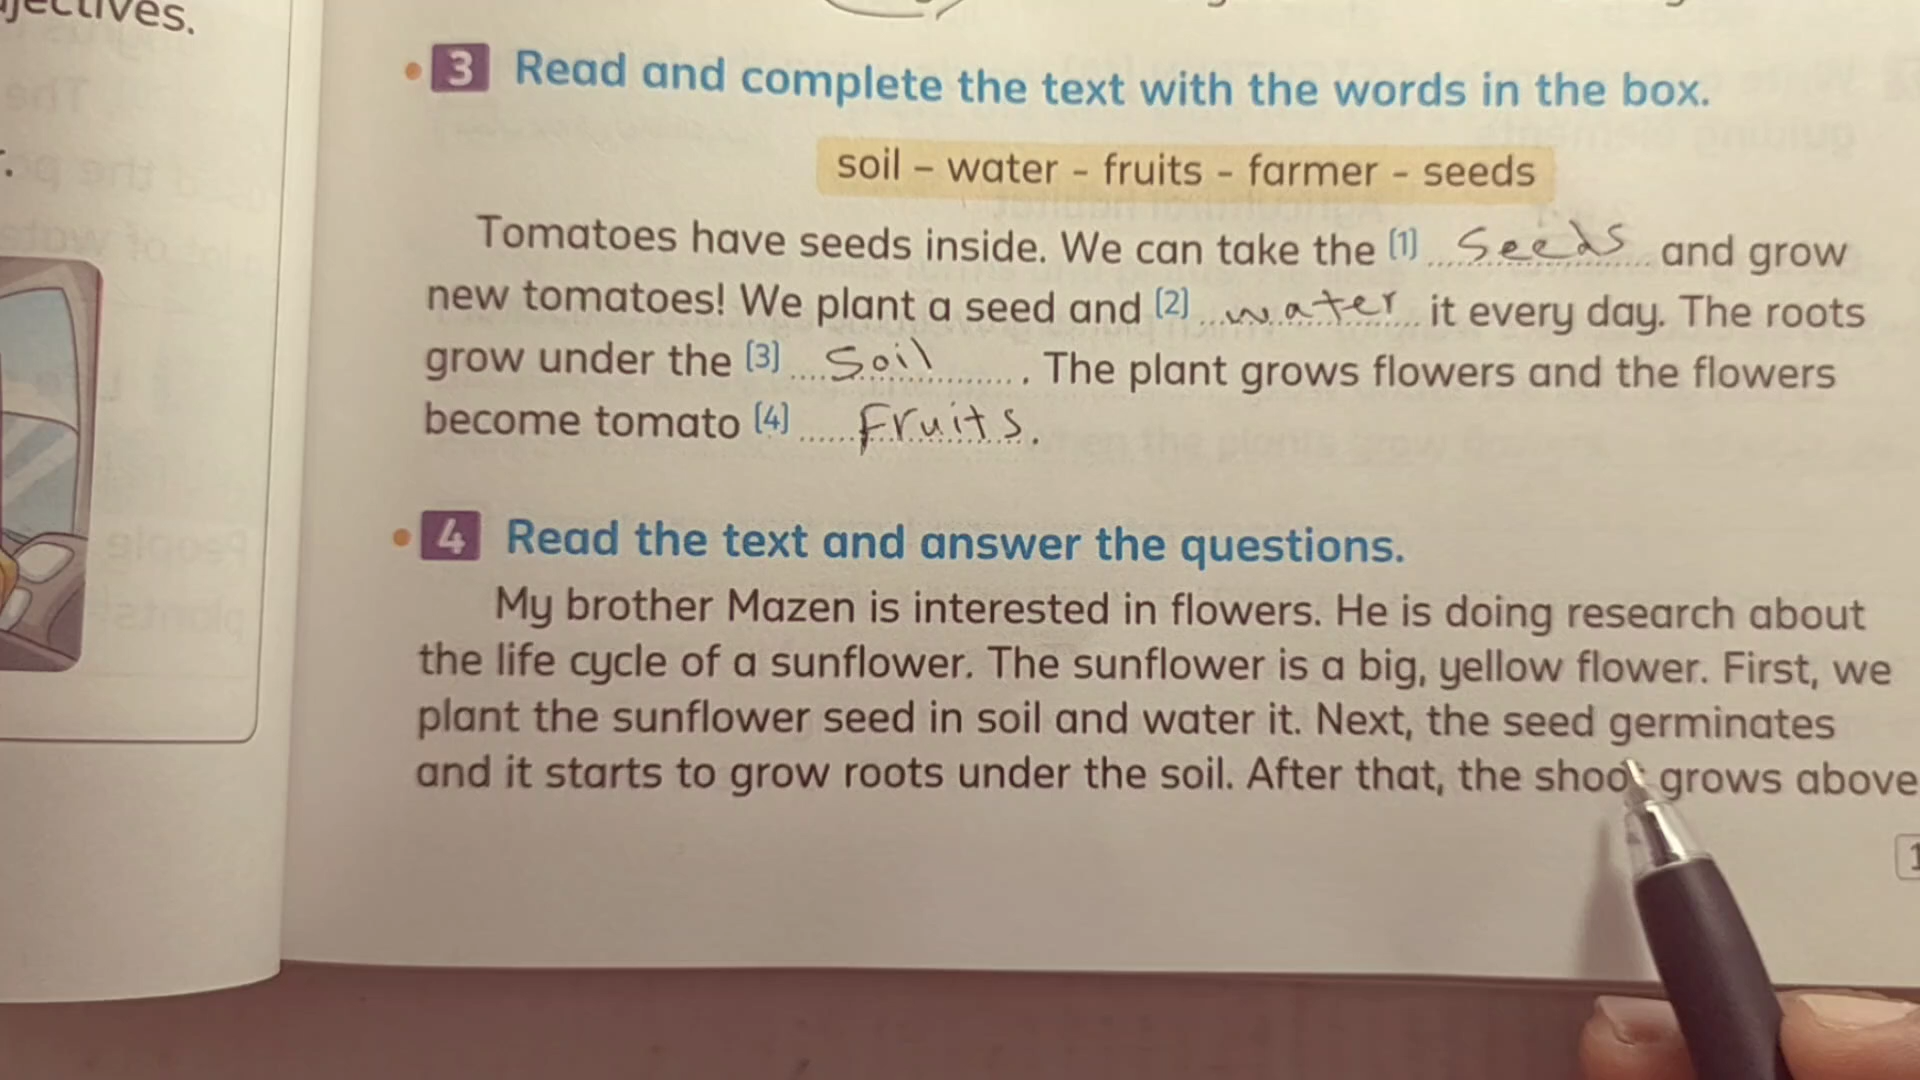 jectives.
3 Read and complete the text with the words in the box.
soil – water - fruits - farmer - seeds
Tomatoes have seeds inside. We can take the (1) seeds and grow
new tomatoes! We plant a seed and (2) water it every day. The roots
grow under the (3) Soil . The plant grows flowers and the flowers
become tomato (4) Fruits.
4 Read the text and answer the questions.
My brother Mazen is interested in flowers. He is doing research about
the life cycle of a sunflower. The sunflower is a big, yellow flower. First, we
plant the sunflower seed in soil and water it. Next, the seed germinates
and it starts to grow roots under the soil. After that, the shoot grows above